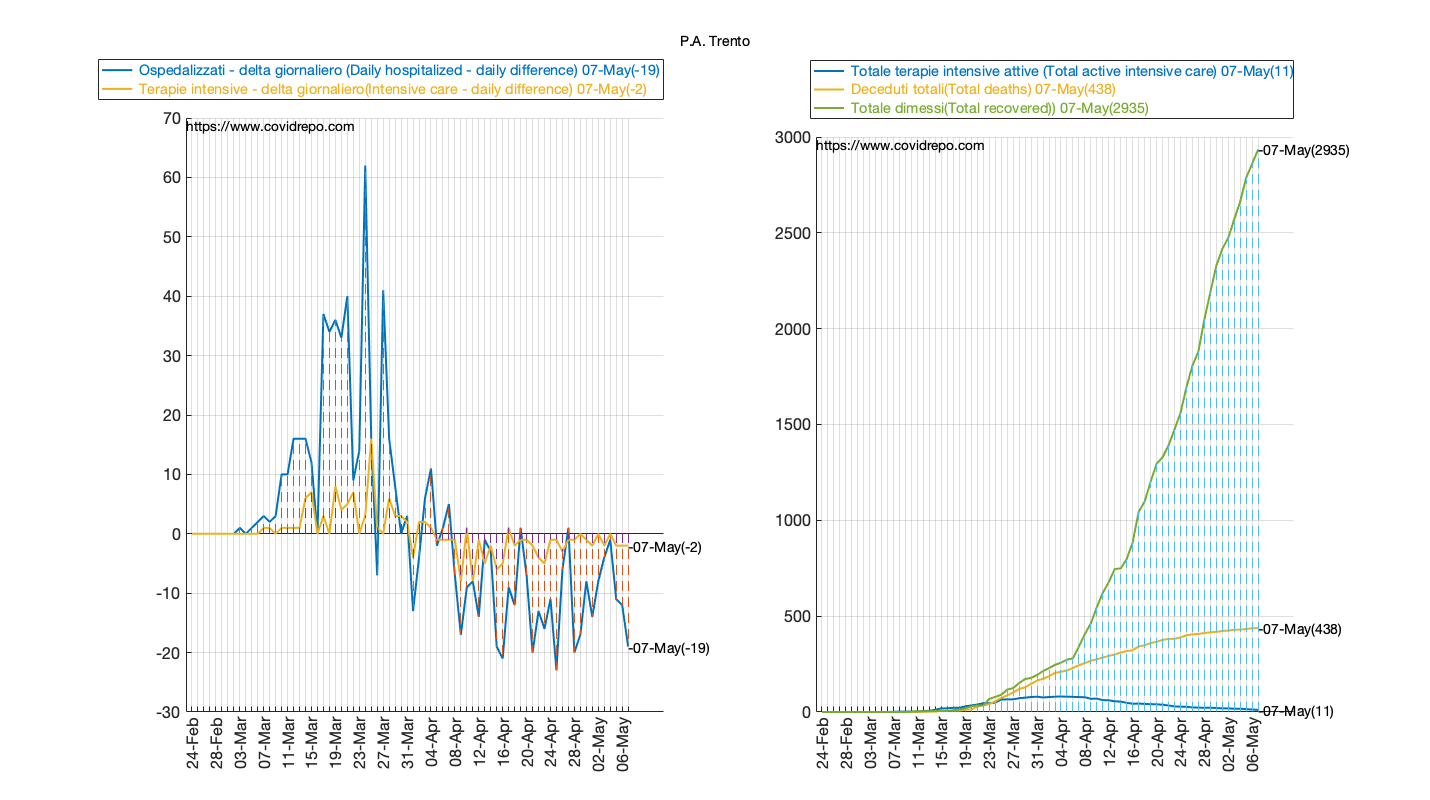 P.A. Trento
Ospedalizzati - delta giornaliero (Daily hospitalized - daily difference) 07-May(-19)
Terapie intensive - delta giornaliero(Intensive care - daily difference) 07-May(-2)
https://www.covidrepo.com
70
60
50
40
30
20
10
0
-10
-20
-30
-07-May(-2)
-07-May(-19)
24-Feb
28-Feb
03-Mar
07-Mar
11-Mar
15-Mar
19-Mar
23-Mar
27-Mar
31-Mar
04-Apr
08-Apr
12-Apr
16-Apr
20-Apr
24-Apr
28-Apr
02-May
06-May
Totale terapie intensive attive (Total active intensive care) 07-May(11)
Deceduti totali(Total deaths) 07-May(438)
Totale dimessi(Total recovered)) 07-May(2935)
https://www.covidrepo.com
3000
2500
2000
1500
1000
500
0
-07-May(2935)
-07-May(438)
-07-May(11)
24-Feb
28-Feb
03-Mar
07-Mar
11-Mar
15-Mar
19-Mar
23-Mar
27-Mar
31-Mar
04-Apr
08-Apr
12-Apr
16-Apr
20-Apr
24-Apr
28-Apr
02-May
06-May